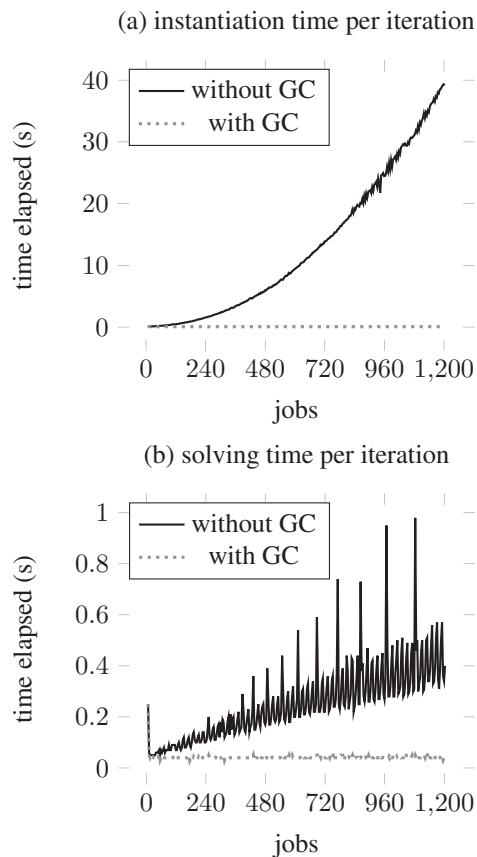 (a) instantiation time per iteration
without GC
with GC
time elapsed (s)
40
30
20
10
0
0 240 480 720 960 1,200
jobs
(b) solving time per iteration
without GC
with GC
time elapsed (s)
1
0.8
0.6
0.4
0.2
0
0 240 480 720 960 1,200
jobs